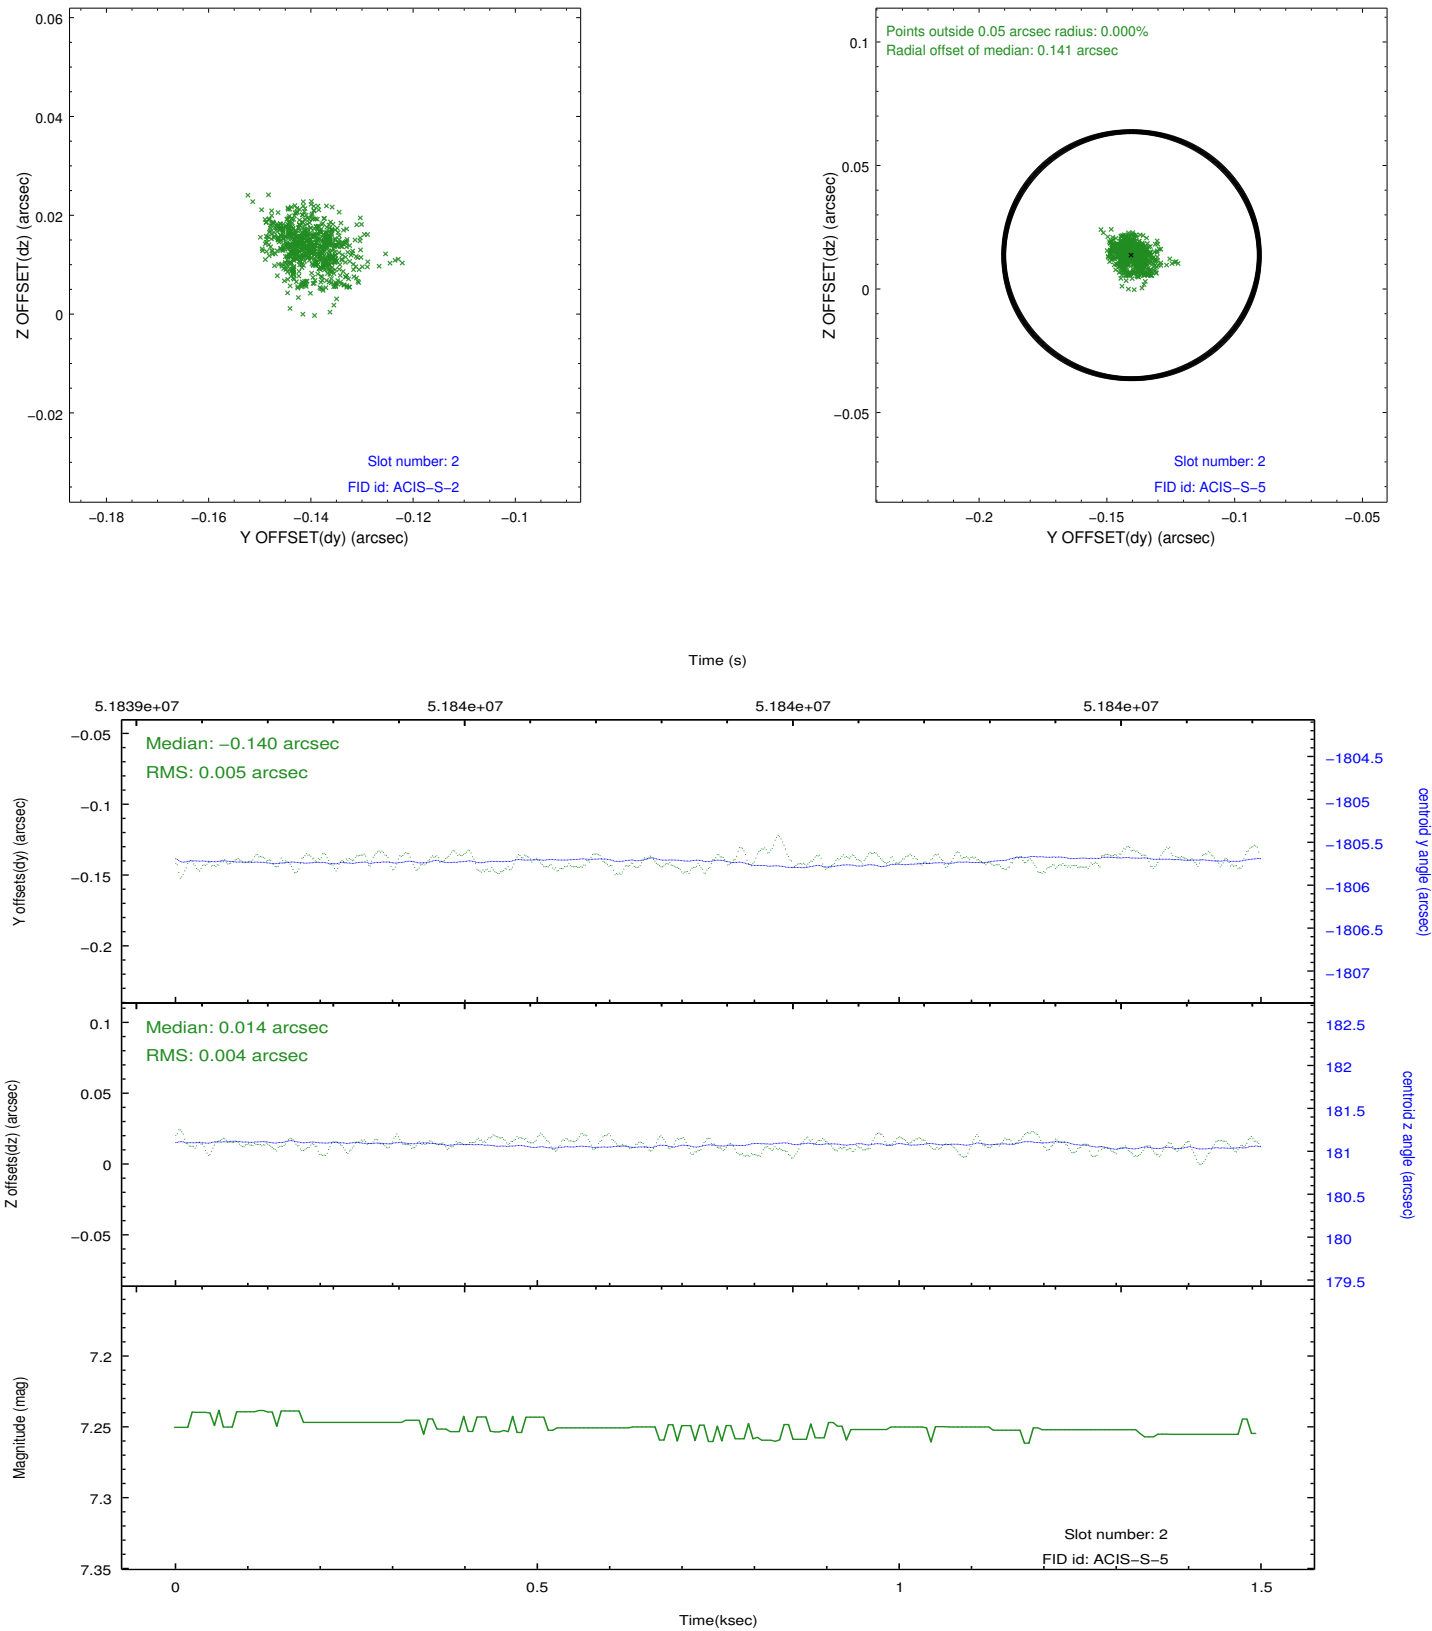 0.06
0.04
0.02
0
−0.02
Z OFFSET(dz) (arcsec)
Slot number: 2
FID id: ACIS−S−2
−0.18
−0.16
−0.14
−0.12
−0.1
Y OFFSET(dy) (arcsec)
Points outside 0.05 arcsec radius: 0.000%
Radial offset of median: 0.141 arcsec
0.1
0.05
0
−0.05
Z OFFSET(dz) (arcsec)
Slot number: 2
FID id: ACIS−S−5
−0.2
−0.15
−0.1
−0.05
Y OFFSET(dy) (arcsec)
Time (s)
5.1839e+07
5.184e+07
5.184e+07
5.184e+07
Median: −0.140 arcsec
RMS: 0.005 arcsec
−0.05
−0.1
−0.15
−0.2
Y offsets(dy) (arcsec)
−1804.5
−1805
−1805.5
−1806
−1806.5
−1807
centroid y angle (arcsec)
Median: 0.014 arcsec
RMS: 0.004 arcsec
0.1
0.05
0
−0.05
Z offsets(dz) (arcsec)
182.5
182
181.5
181
180.5
180
179.5
centroid z angle (arcsec)
7.2
7.25
7.3
7.35
Magnitude (mag)
Slot number: 2
FID id: ACIS−S−5
0
0.5
1
1.5
Time(ksec)